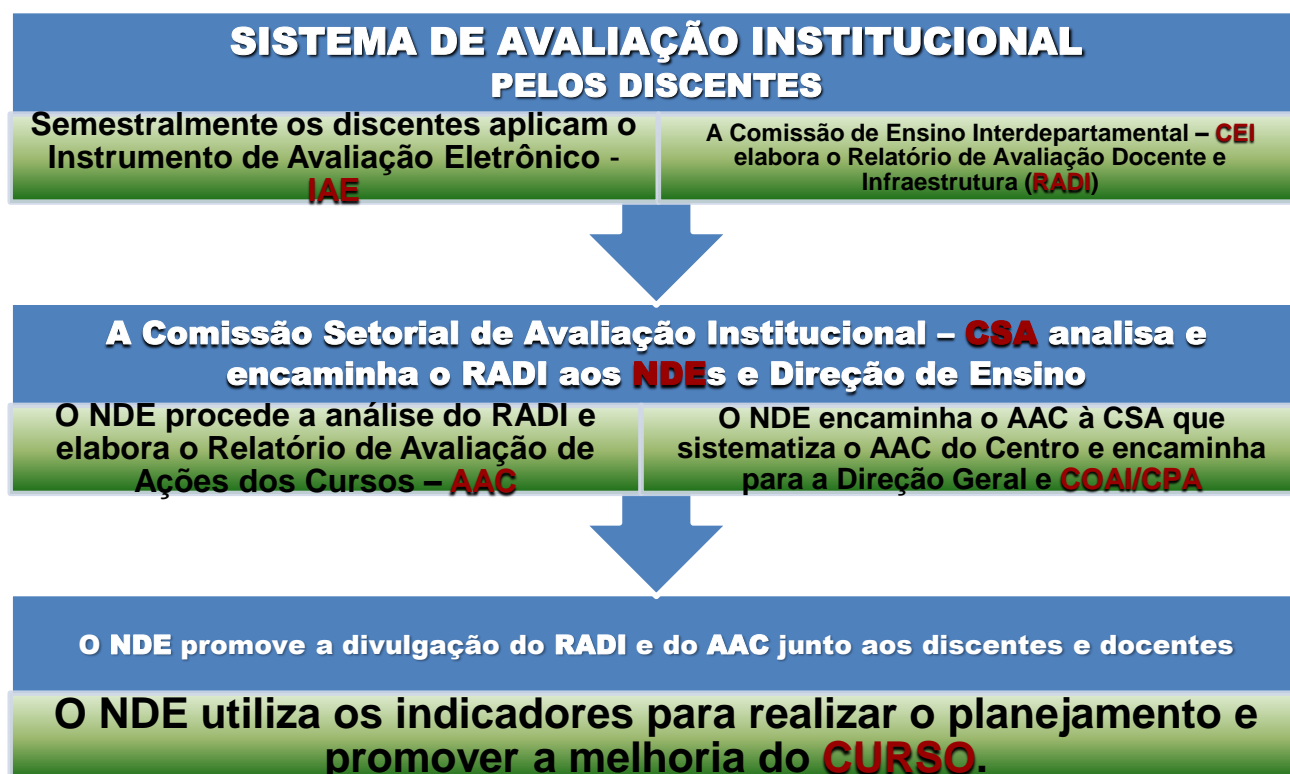 SISTEMA DE AVALIAÇÃO INSTITUCIONAL
PELOS DISCENTES
Semestralmente os discentes aplicam o
Instrumento de Avaliação Eletrônico -
IAE
A Comissão de Ensino Interdepartamental – CEI
elabora o Relatório de Avaliação Docente e
Infraestrutura (RADI)
A Comissão Setorial de Avaliação Institucional – CSA analisa e
encaminha o RADI aos NDEs e Direção de Ensino
O NDE procede a análise do RADI e
elabora o Relatório de Avaliação de
Ações dos Cursos – AAC
O NDE encaminha o AAC à CSA que
sistematiza o AAC do Centro e encaminha
para a Direção Geral e COAI/CPA
O NDE promove a divulgação do RADI e do AAC junto aos discentes e docentes
O NDE utiliza os indicadores para realizar o planejamento e
promover a melhoria do CURSO.